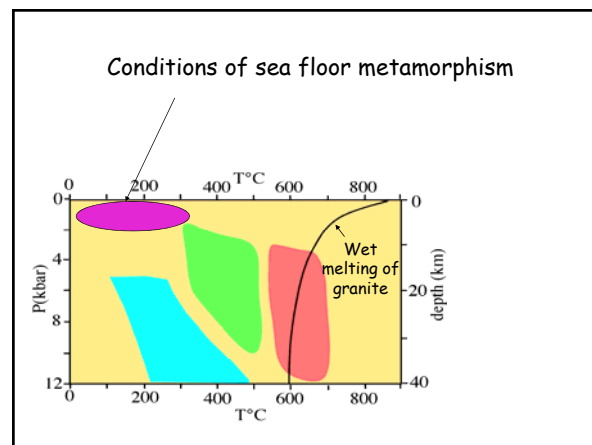 Conditions of sea floor metamorphism
T°C
0 200 400 600 800
0
4
8
12
P(kbar)
Wet
melting of
granite
0
20
40
depth (km)
0 200 400 600 800
T°C